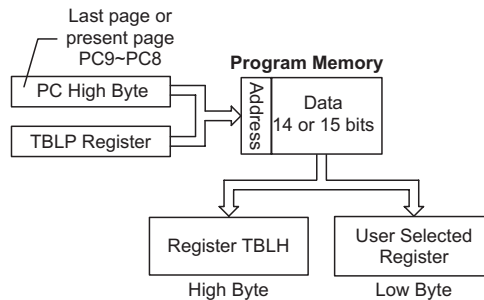 Last page or
present page
PC9~PC8
PC High Byte
TBLP Register
Program Memory
Address
Data
14 or 15 bits
Register TBLH
High Byte
User Selected
Register
Low Byte